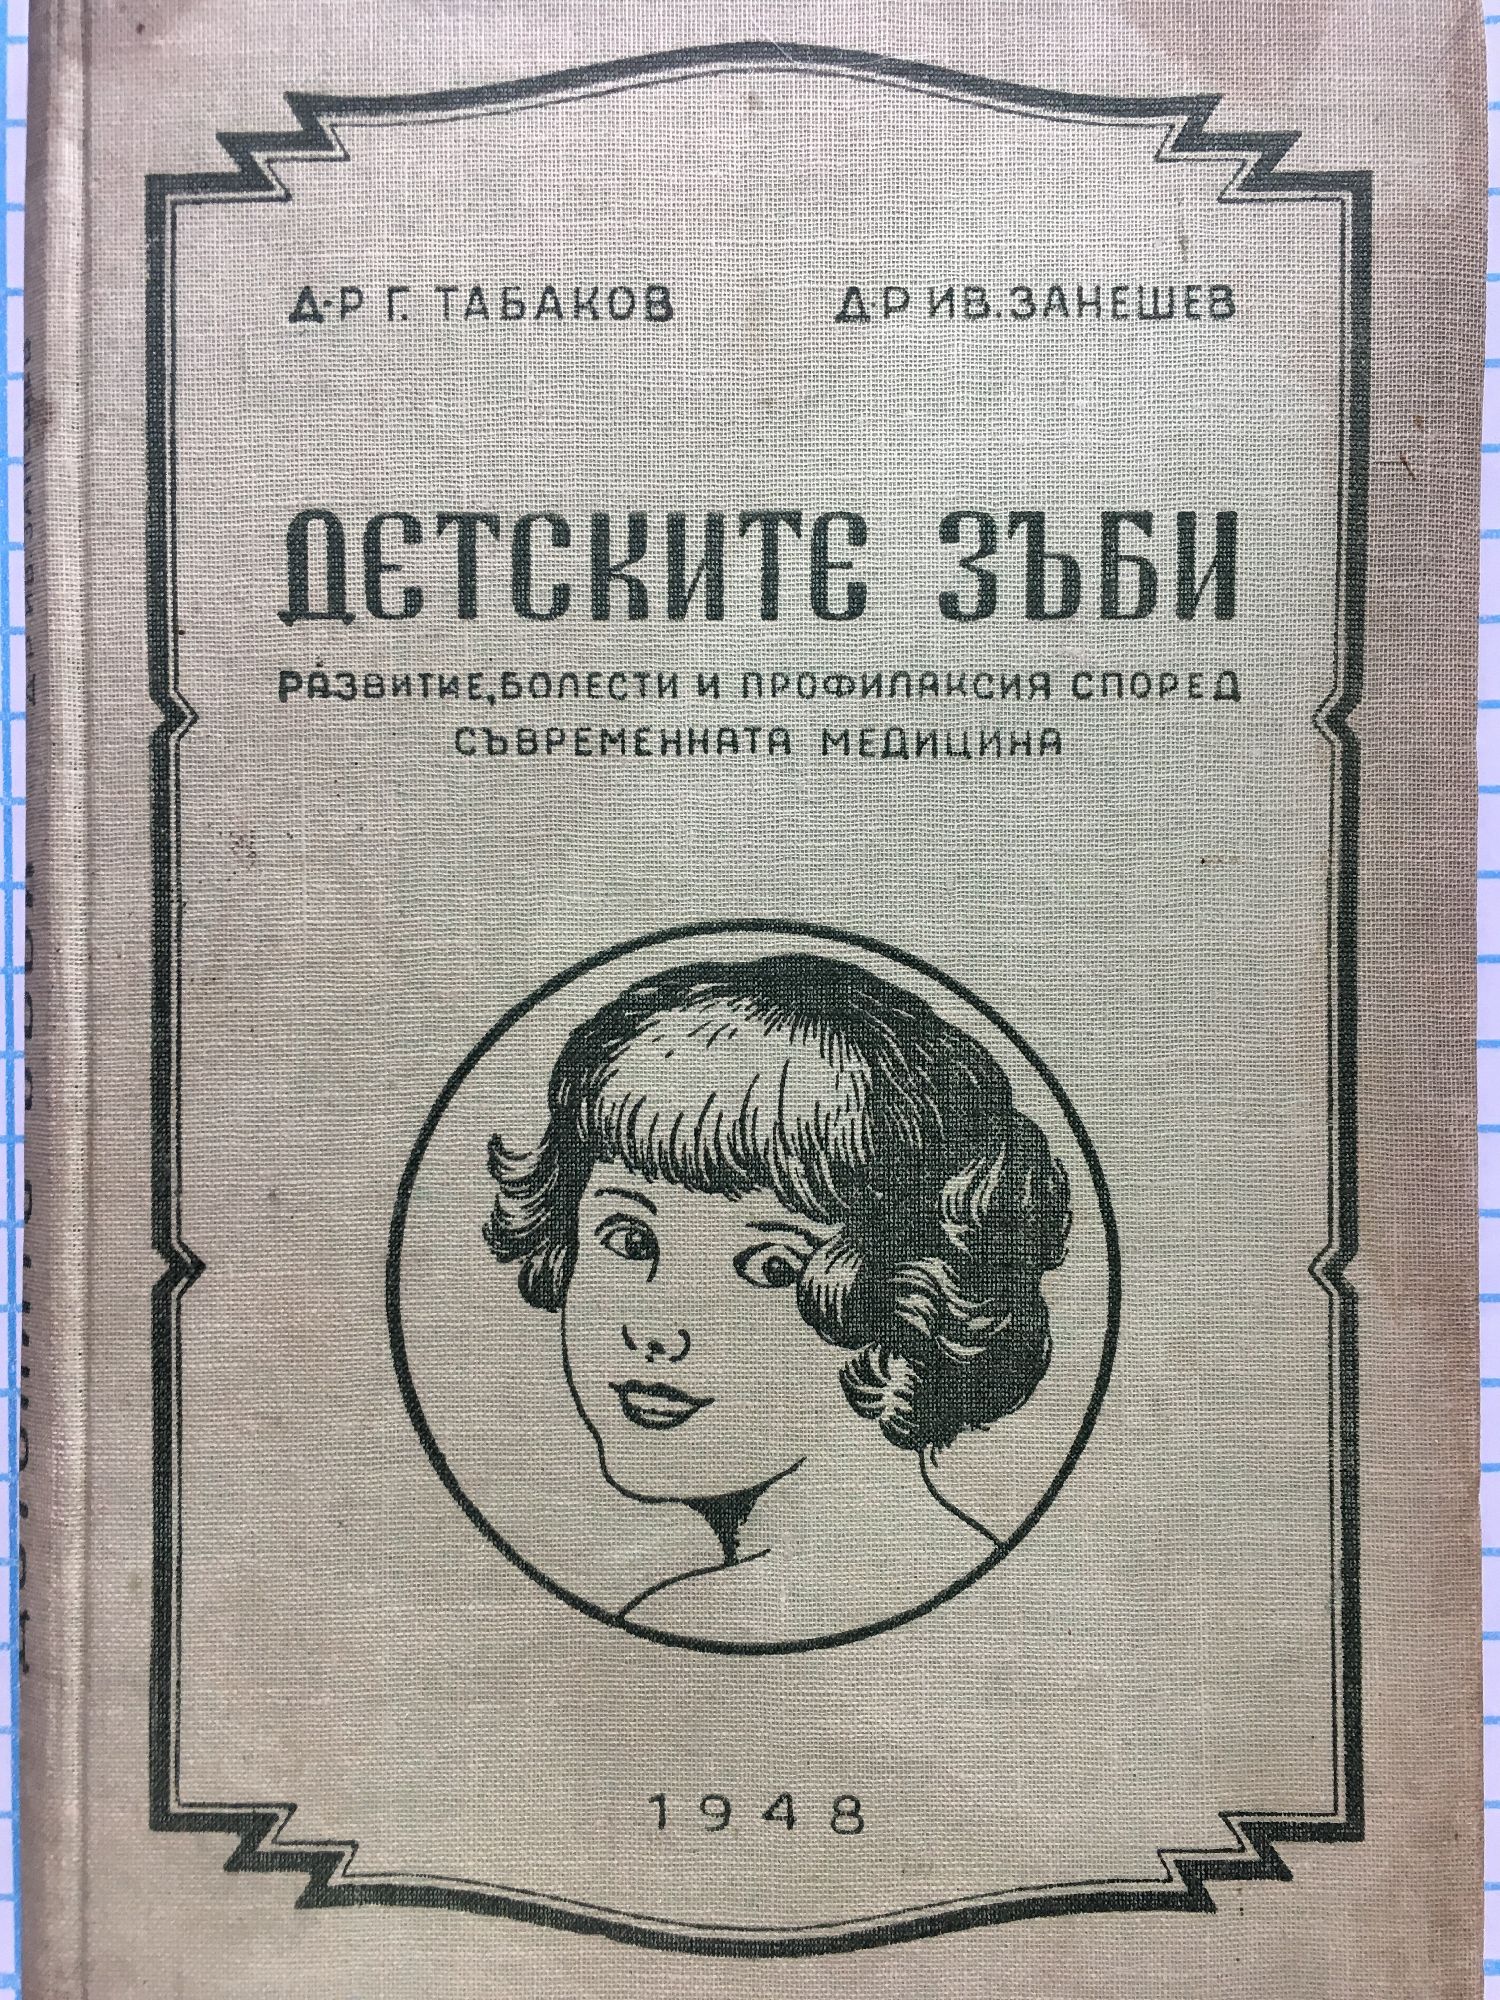 Д-Р Г. ТАБАКОВ Д-Р ИВ. ЗАНЕШЕВ
ДЕТСКИТЕ ЗЪБИ
РАЗВИТИЕ, БОЛЕСТИ И ПРОФИЛАКСИЯ СПОРЕД
СЪВРЕМЕННАТА МЕДИЦИНА
1948